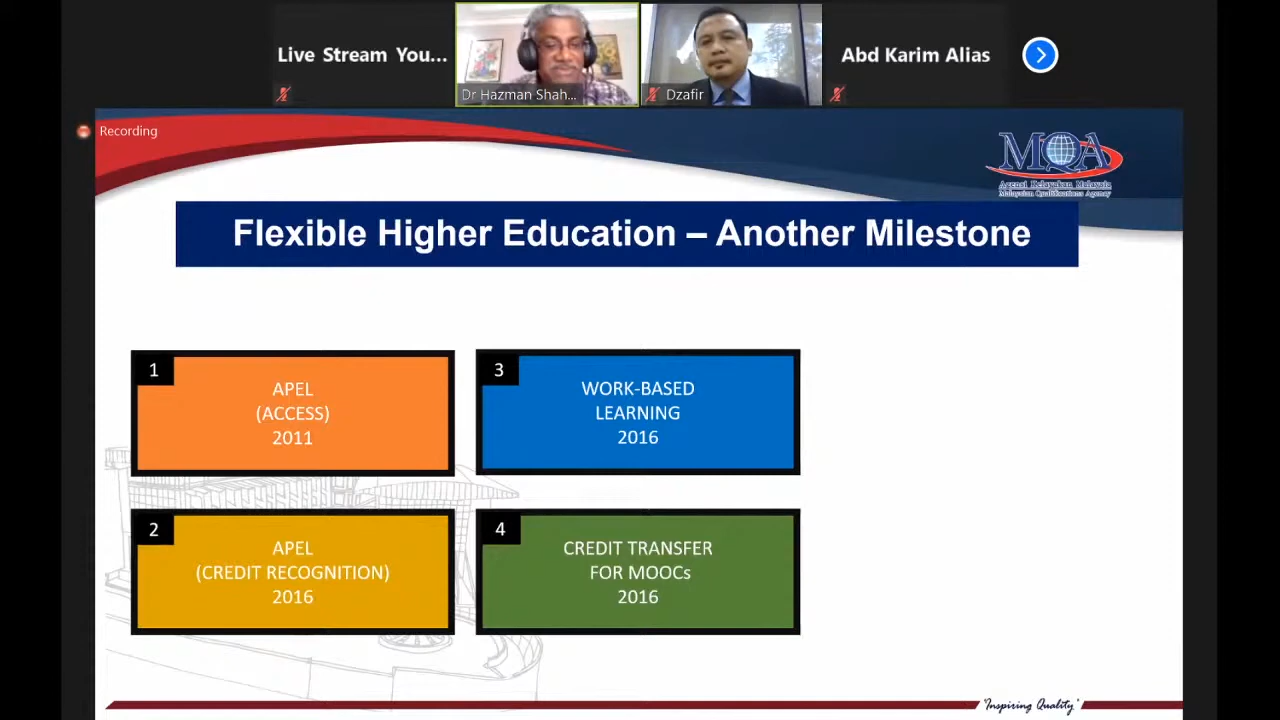 Live Stream You...
Dr Hazman Shah...
Dzafir
Abd Karim Alias
Recording
MQA
Agensi Kelayakan Malaysia
Malaysian Qualifications Agency
Flexible Higher Education – Another Milestone
1
APEL
(ACCESS)
2011
3
WORK-BASED
LEARNING
2016
2
APEL
(CREDIT RECOGNITION)
2016
4
CREDIT TRANSFER
FOR MOOCs
2016
"Inspiring Quality"